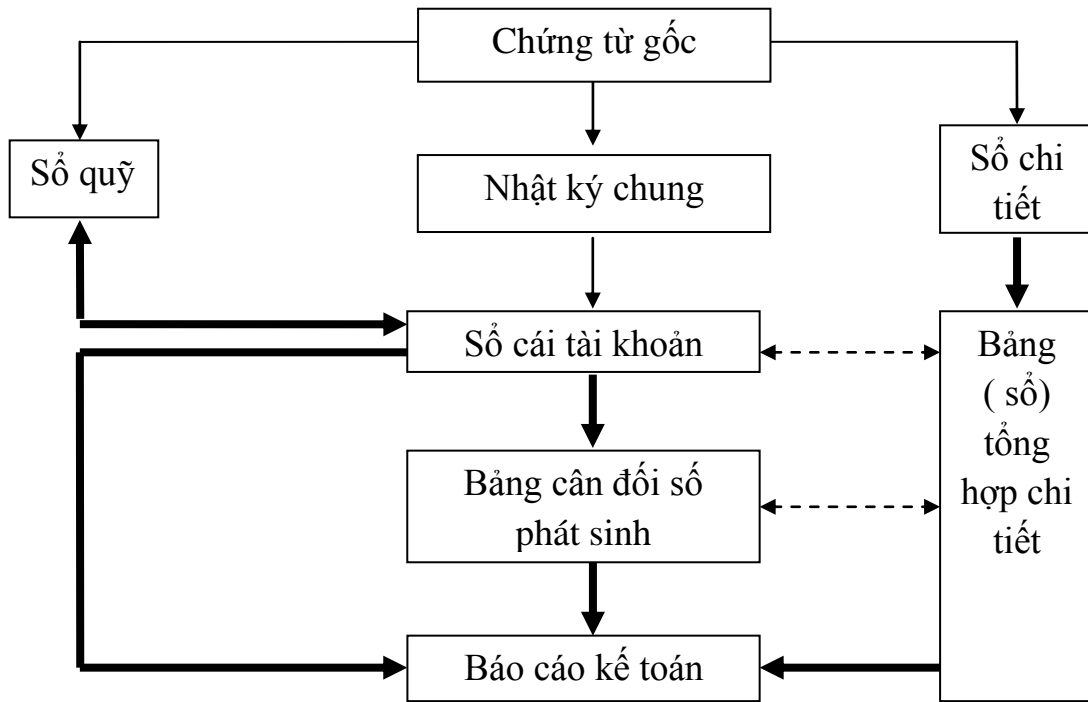 Chứng từ gốc
Sổ quỹ
Nhật ký chung
Sổ chi
tiết
Sổ cái tài khoản
Bảng
( sổ)
tổng
hợp chi
tiết
Bảng cân đối số
phát sinh
Báo cáo kế toán